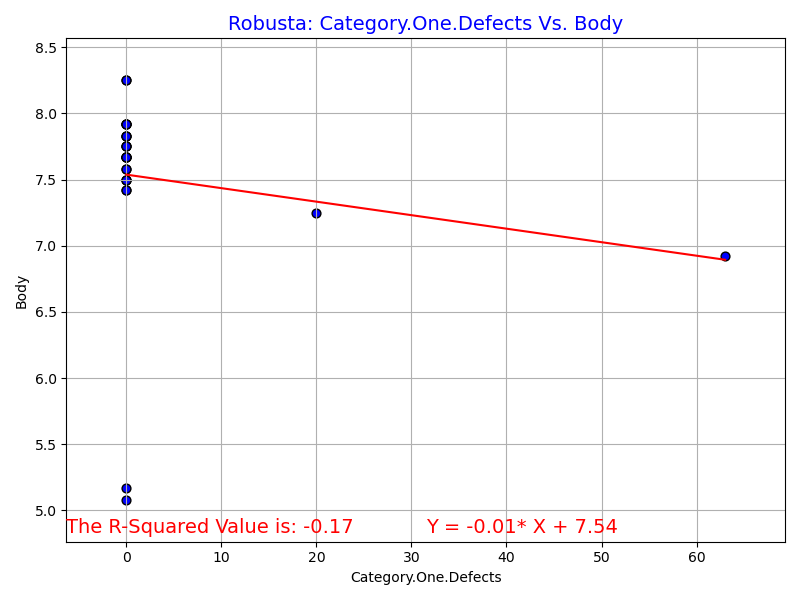 Robusta: Category.One.Defects Vs. Body
8.5
8.0
7.5
7.0
6.5
6.0
5.5
5.0
Body
The R-Squared Value is: -0.17
Y = -0.01* X + 7.54
0 10 20 30 40 50 60
Category.One.Defects